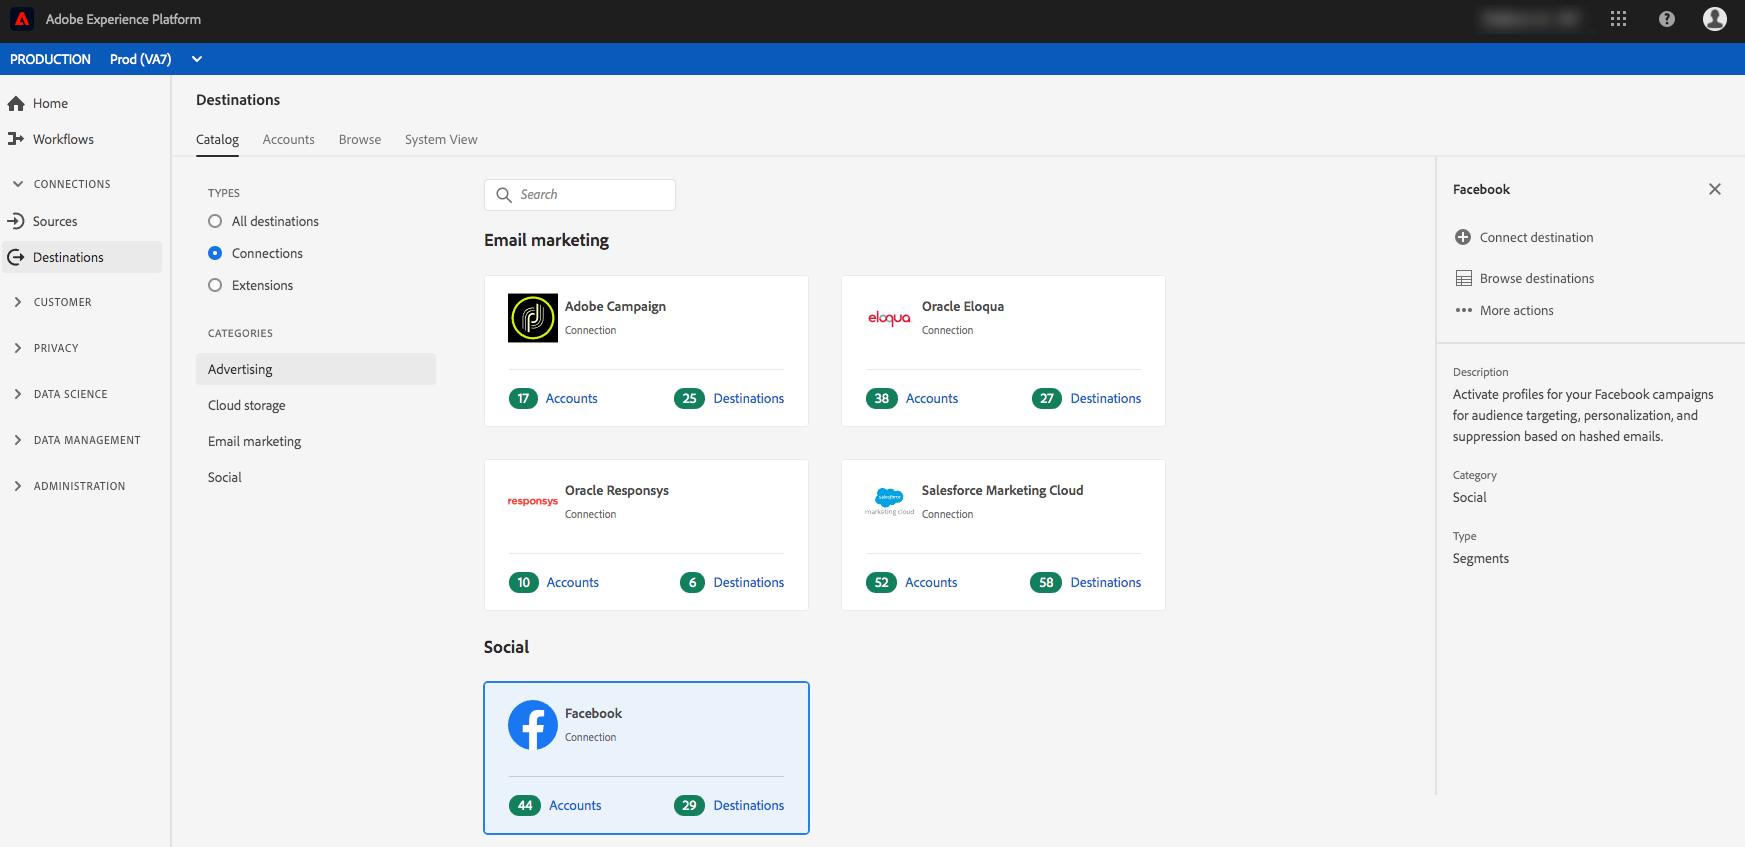 Adobe Experience Platform
PRODUCTION Prod (VA7)
Home
Workflows
CONNECTIONS
Sources
Destinations
CUSTOMER
PRIVACY
DATA SCIENCE
DATA MANAGEMENT
ADMINISTRATION
Destinations
Catalog Accounts Browse System View
TYPES
All destinations
Connections
Extensions
CATEGORIES
Advertising
Cloud storage
Email marketing
Social
Search
Email marketing
Adobe Campaign
Connection
17 Accounts 25 Destinations
eloqua
Oracle Eloqua
Connection
38 Accounts 27 Destinations
responsys
Oracle Responsys
Connection
10 Accounts 6 Destinations
salesforce
marketing cloud
Salesforce Marketing Cloud
Connection
52 Accounts 58 Destinations
Social
Facebook
Connection
44 Accounts 29 Destinations
Facebook
Connect destination
Browse destinations
More actions
Description
Activate profiles for your Facebook campaigns
for audience targeting, personalization, and
suppression based on hashed emails.
Category
Social
Type
Segments